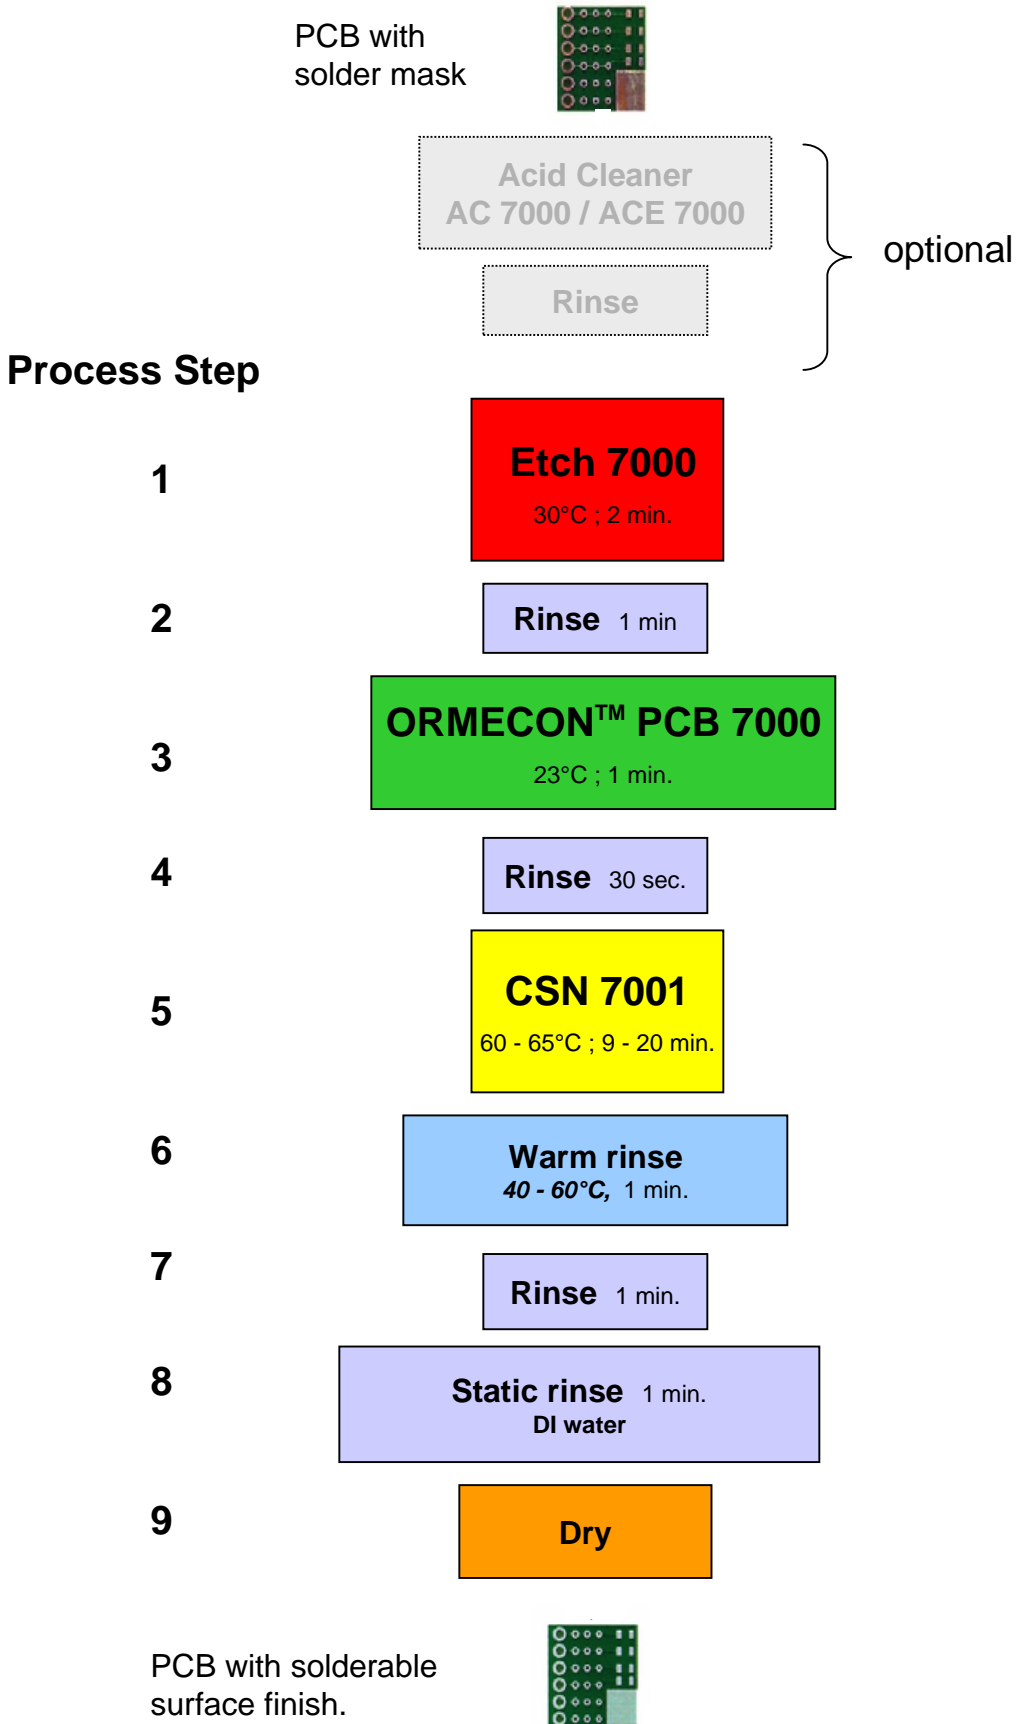 PCB with
solder mask
Acid Cleaner
AC 7000 / ACE 7000
optional
Rinse
Process Step
1
Etch 7000
30°C ; 2 min.
2
Rinse 1 min
3
ORMECON™ PCB 7000
23°C ; 1 min.
4
Rinse 30 sec.
5
CSN 7001
60 - 65°C ; 9 - 20 min.
6
Warm rinse
40 - 60°C, 1 min.
7
Rinse 1 min.
8
Static rinse 1 min.
DI water
9
Dry
PCB with solderable
surface finish.